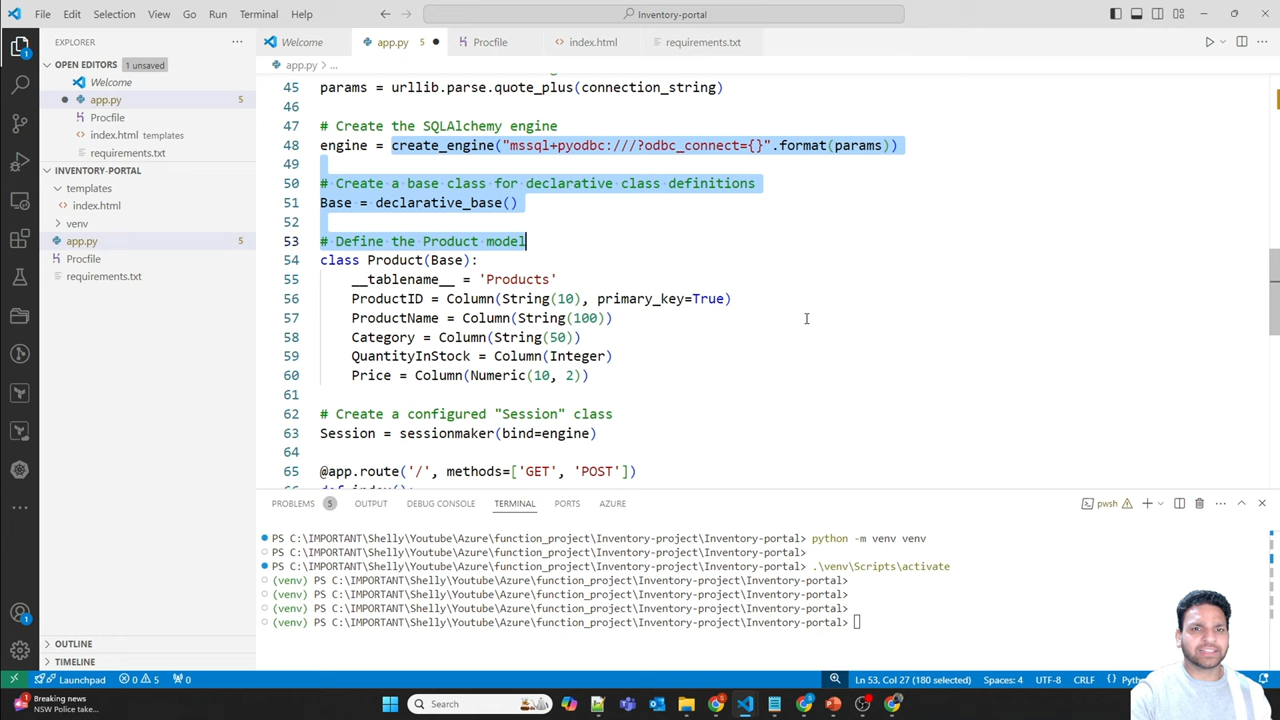 File Edit Selection View Go Run Terminal Help
Inventory-portal
EXPLORER
Welcome
app.py 5
Procfile
index.html
requirements.txt
OPEN EDITORS 1 unsaved
Welcome
app.py 5
Procfile
index.html templates
requirements.txt
INVENTORY-PORTAL
templates
index.html
venv
app.py 5
Procfile
requirements.txt
OUTLINE
TIMELINE
app.py > ...
45 params = urllib.parse.quote_plus(connection_string)
46
47 # Create the SQLAlchemy engine
48 engine = create_engine("mssql+pyodbc:///?odbc_connect={}".format(params))
49
50 # Create a base class for declarative class definitions
51 Base = declarative_base()
52
53 # Define the Product model
54 class Product(Base):
55 __tablename__ = 'Products'
56 ProductID = Column(String(10), primary_key=True)
57 ProductName = Column(String(100))
58 Category = Column(String(50))
59 QuantityInStock = Column(Integer)
60 Price = Column(Numeric(10, 2))
61
62 # Create a configured "Session" class
63 Session = sessionmaker(bind=engine)
64
65 @app.route('/', methods=['GET', 'POST'])
PROBLEMS 5 OUTPUT DEBUG CONSOLE TERMINAL PORTS AZURE
pwsh
PS C:\IMPORTANT\Shelly\Youtube\Azure\function_project\Inventory-project\Inventory-portal> python -m venv venv
PS C:\IMPORTANT\Shelly\Youtube\Azure\function_project\Inventory-project\Inventory-portal>
PS C:\IMPORTANT\Shelly\Youtube\Azure\function_project\Inventory-project\Inventory-portal> .\venv\Scripts\activate
(venv) PS C:\IMPORTANT\Shelly\Youtube\Azure\function_project\Inventory-project\Inventory-portal>
(venv) PS C:\IMPORTANT\Shelly\Youtube\Azure\function_project\Inventory-project\Inventory-portal>
(venv) PS C:\IMPORTANT\Shelly\Youtube\Azure\function_project\Inventory-project\Inventory-portal>
(venv) PS C:\IMPORTANT\Shelly\Youtube\Azure\function_project\Inventory-project\Inventory-portal>
Launchpad 0 5 0
Ln 53, Col 27 (180 selected) Spaces: 4 UTF-8 CRLF Python
Breaking news
NSW Police take...
Search